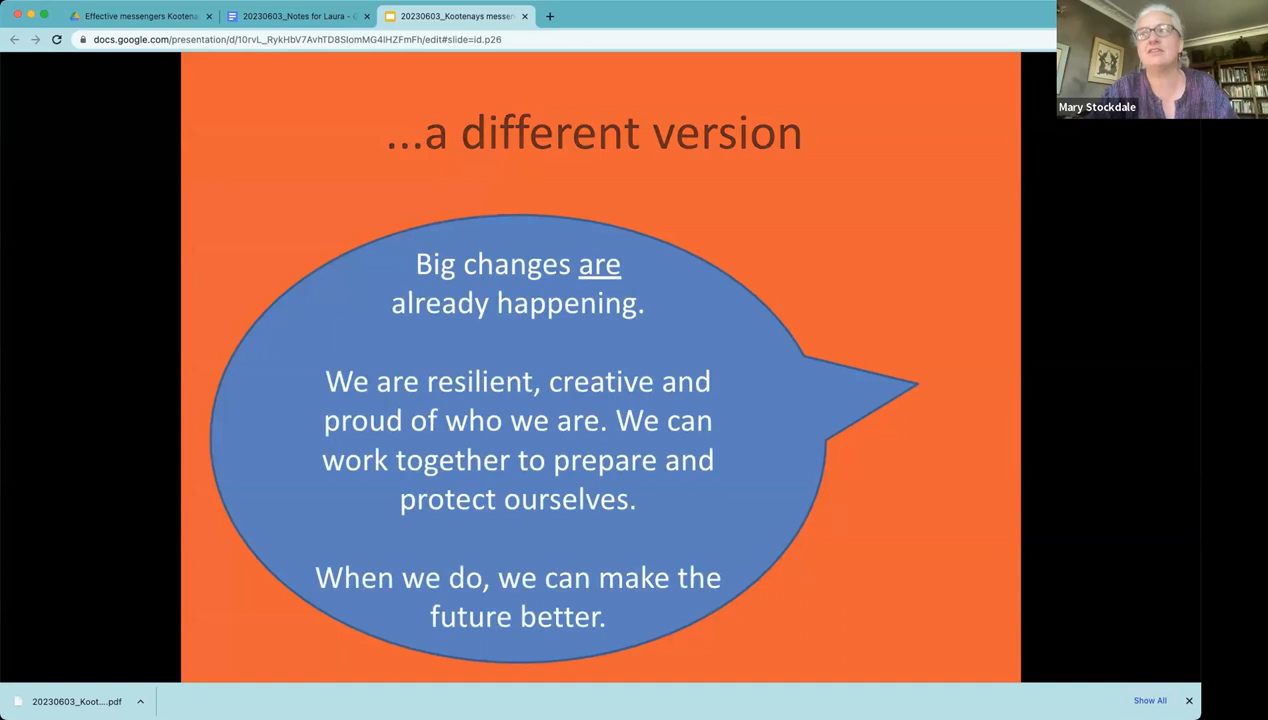 Effective messengers Kootena
20230603_Notes for Laura - G
20230603_Kootenays messen
docs.google.com/presentation/d/10rvL_RykHbV7AvhTD8SIomMG4lHZFmFh/edit#slide=id.p26
Mary Stockdale
...a different version
Big changes are
already happening.
We are resilient, creative and
proud of who we are. We can
work together to prepare and
protect ourselves.
When we do, we can make the
future better.
20230603_Koot....pdf
Show All